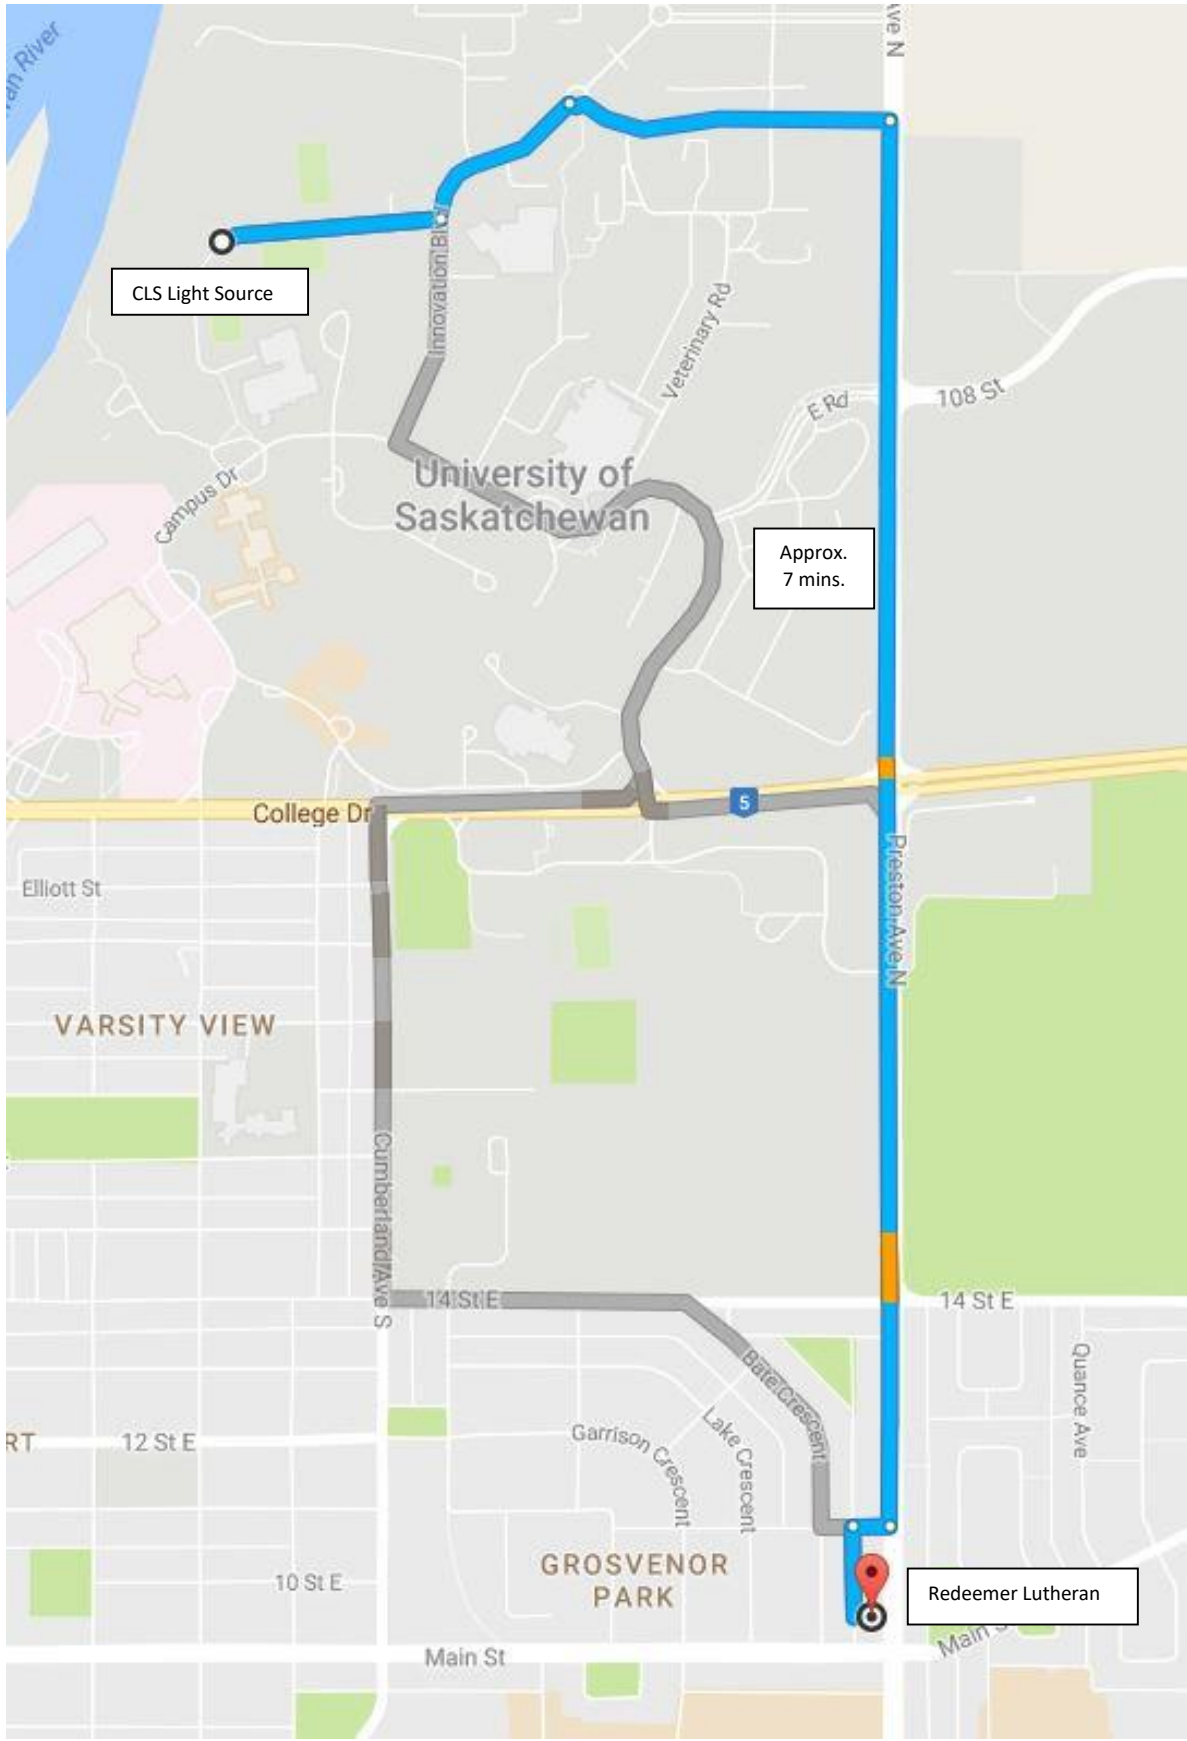 Ave N
an River
CLS Light Source
Innovation Blvd
Veterinary Rd
108 St
E Rd
University of
Saskatchewan
Campus Dr
Approx.
7 mins.
College Dr
5
Preston Ave N
Elliott St
VARSITY VIEW
Cumberland Ave S
14 St E
14 St E
Bate Crescent
Quance Ave
Lake Crescent
Garrison Crescent
RT
12 St E
GROSVENOR
PARK
10 St E
Redeemer Lutheran
Main S
Main St